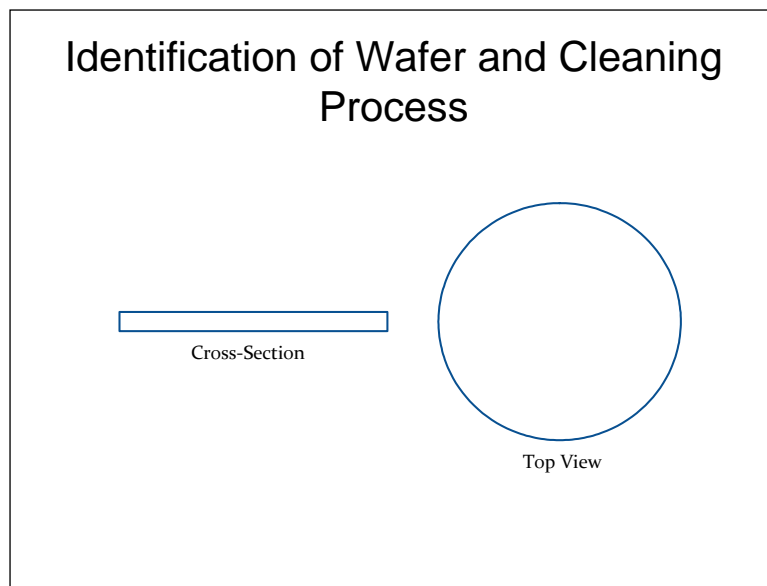 Identification of Wafer and Cleaning
Process
Cross-Section
Top View